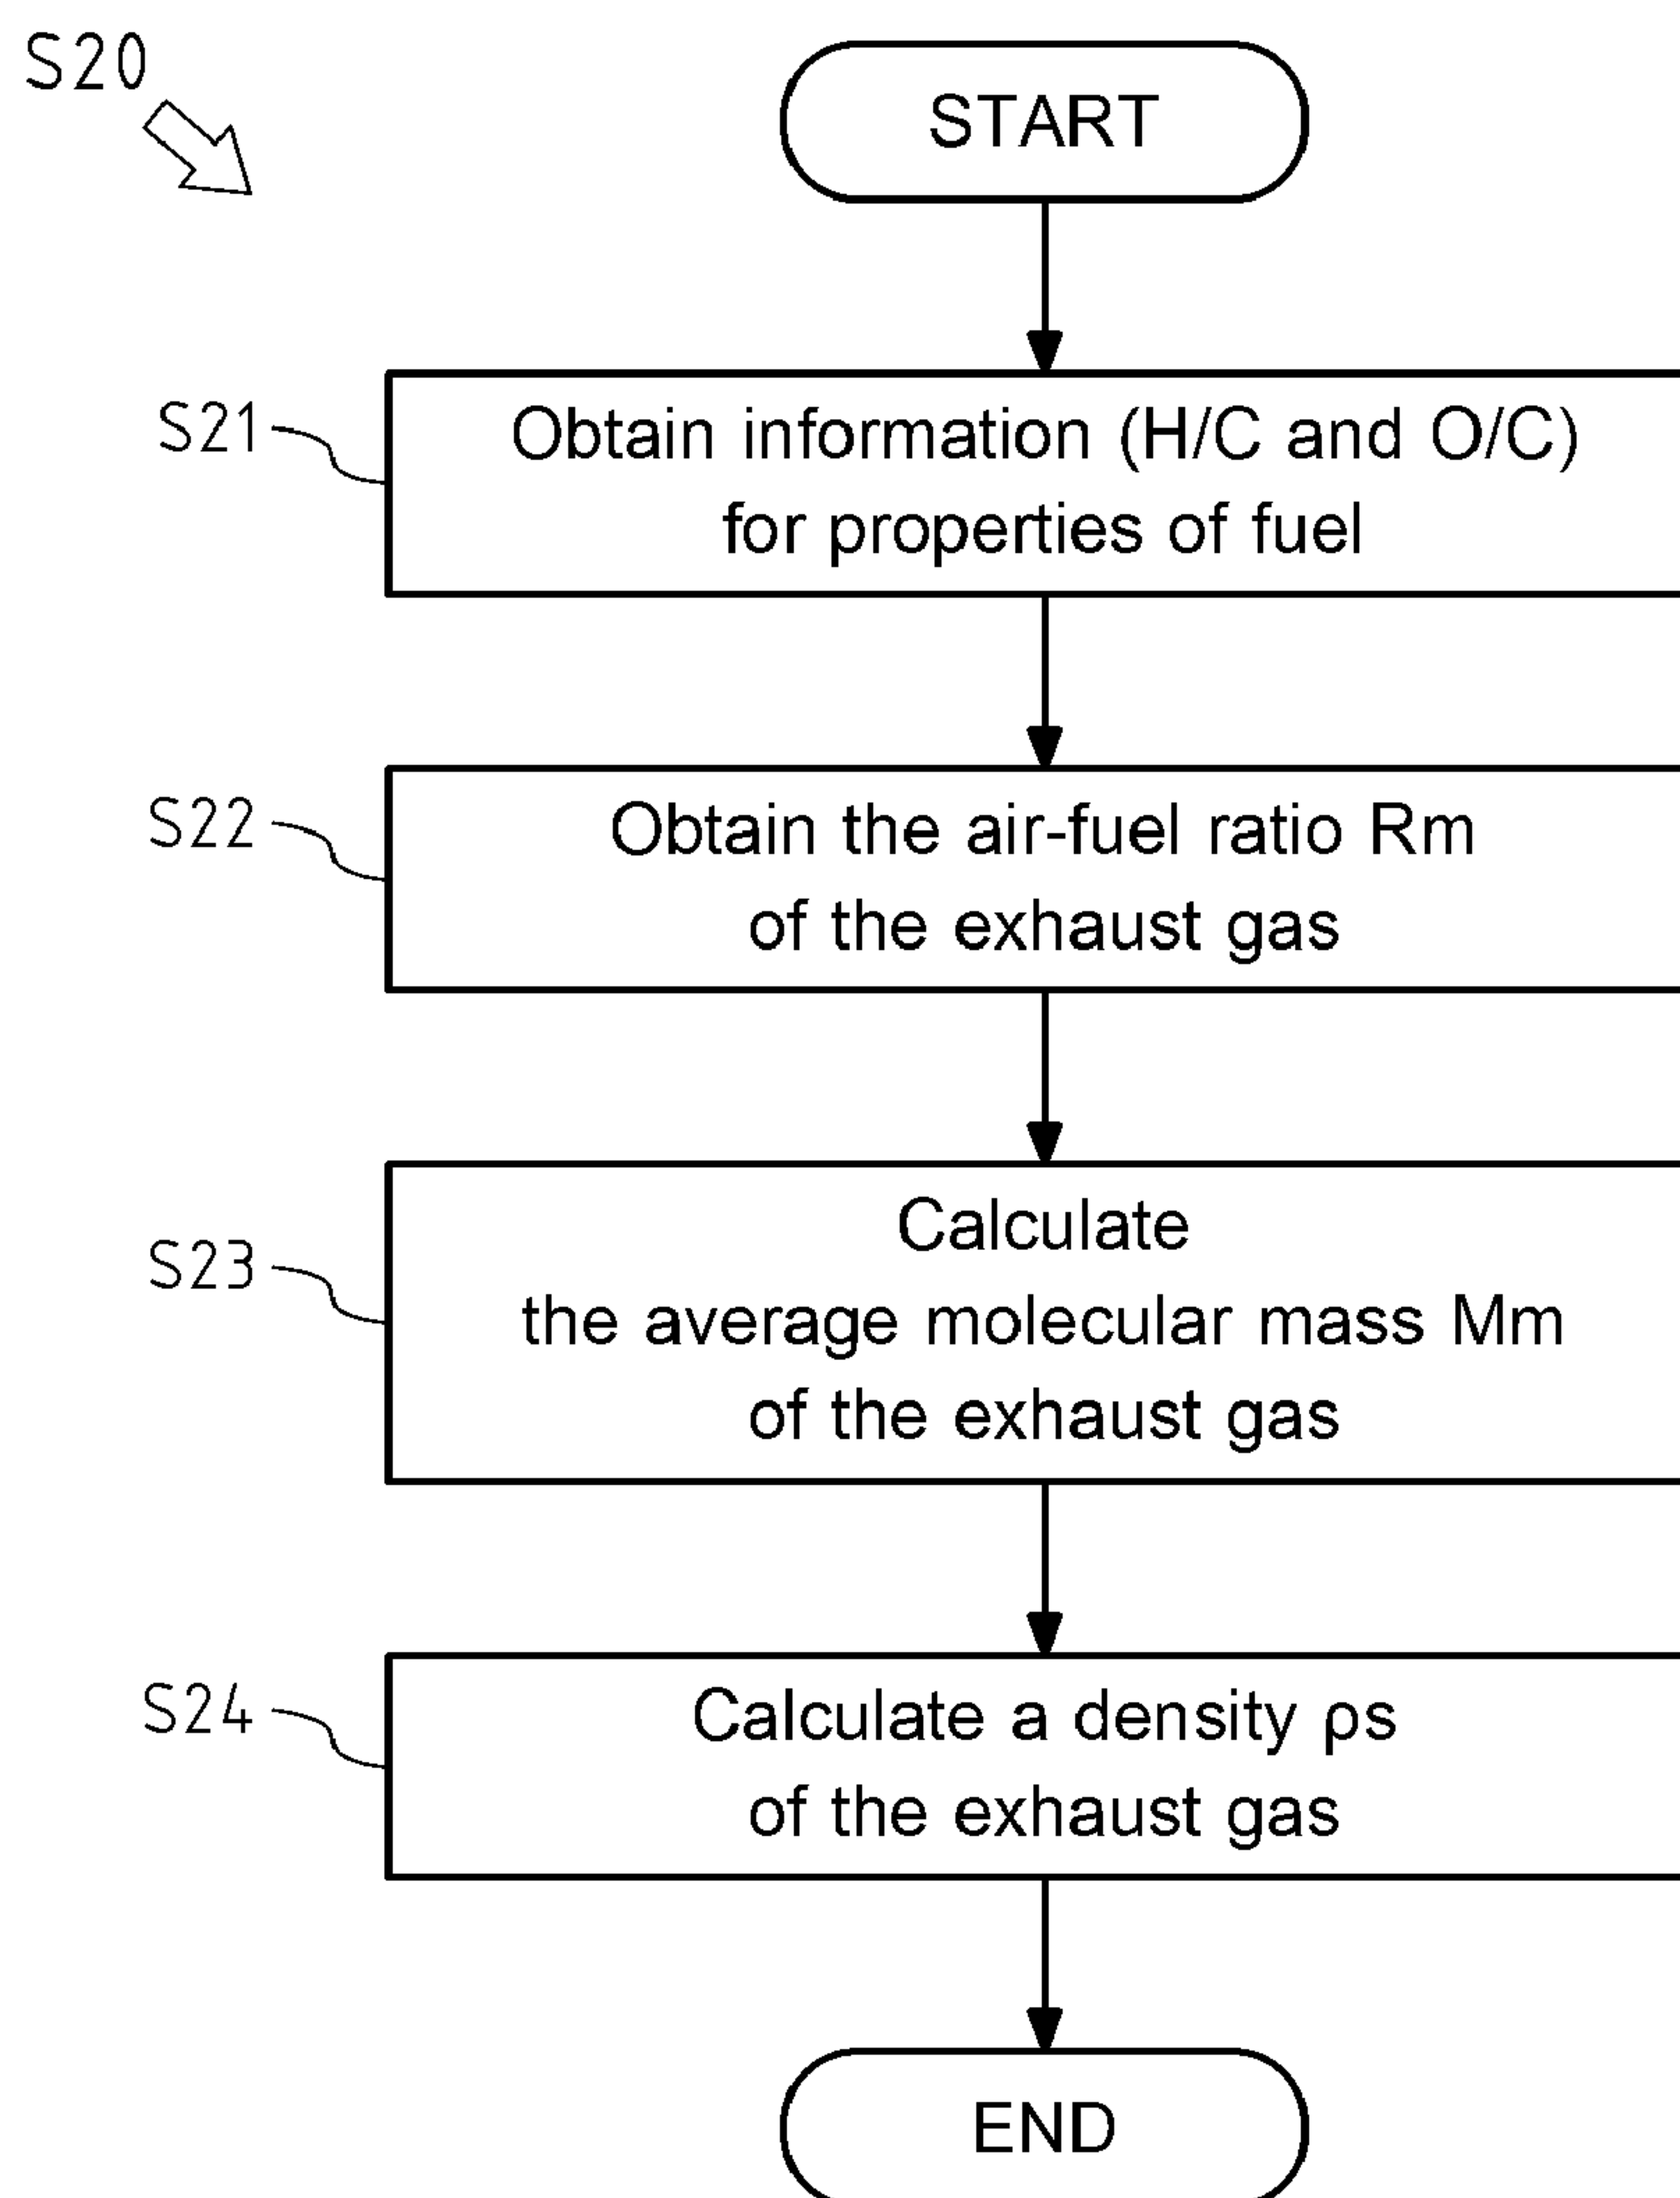 S20
START
S21
Obtain information (H/C and O/C)
for properties of fuel
S22
Obtain the air-fuel ratio Rm
of the exhaust gas
S23
Calculate
the average molecular mass Mm
of the exhaust gas
S24
Calculate a density ρs
of the exhaust gas
END